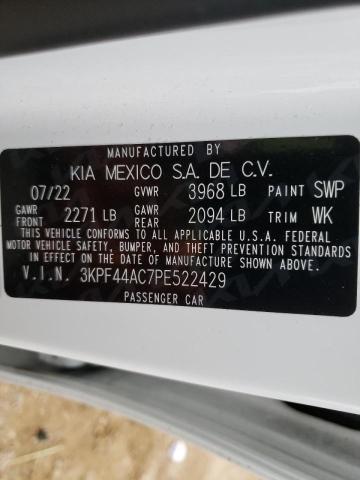 MANUFACTURED BY
KIA MEXICO S.A. DE C.V.
07/22 GVWR 3968 LB PAINT SWP
GAWR FRONT 2271 LB GAWR REAR 2094 LB TRIM WK
THIS VEHICLE CONFORMS TO ALL APPLICABLE U.S.A. FEDERAL
MOTOR VEHICLE SAFETY, BUMPER, AND THEFT PREVENTION STANDARDS
IN EFFECT ON THE DATE OF MANUFACTURE SHOWN ABOVE.
V.I.N. 3KPF44AC7PE522429
PASSENGER CAR